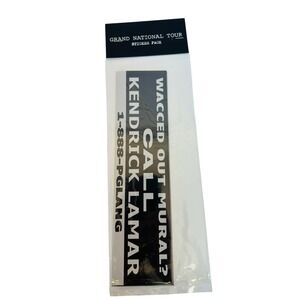 GRAND NATIONAL TOUR
STICKER PACK
WACCED OUT MURAL?
CALL
KENDRICK LAMAR
1-888-PGLANG